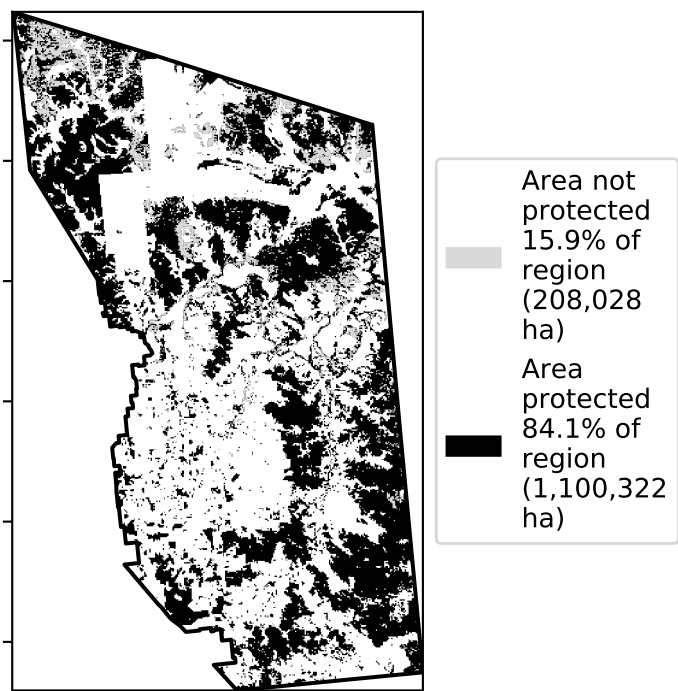 Area not
protected
15.9% of
region
(208,028
ha)
Area
protected
84.1% of
region
(1,100,322
ha)